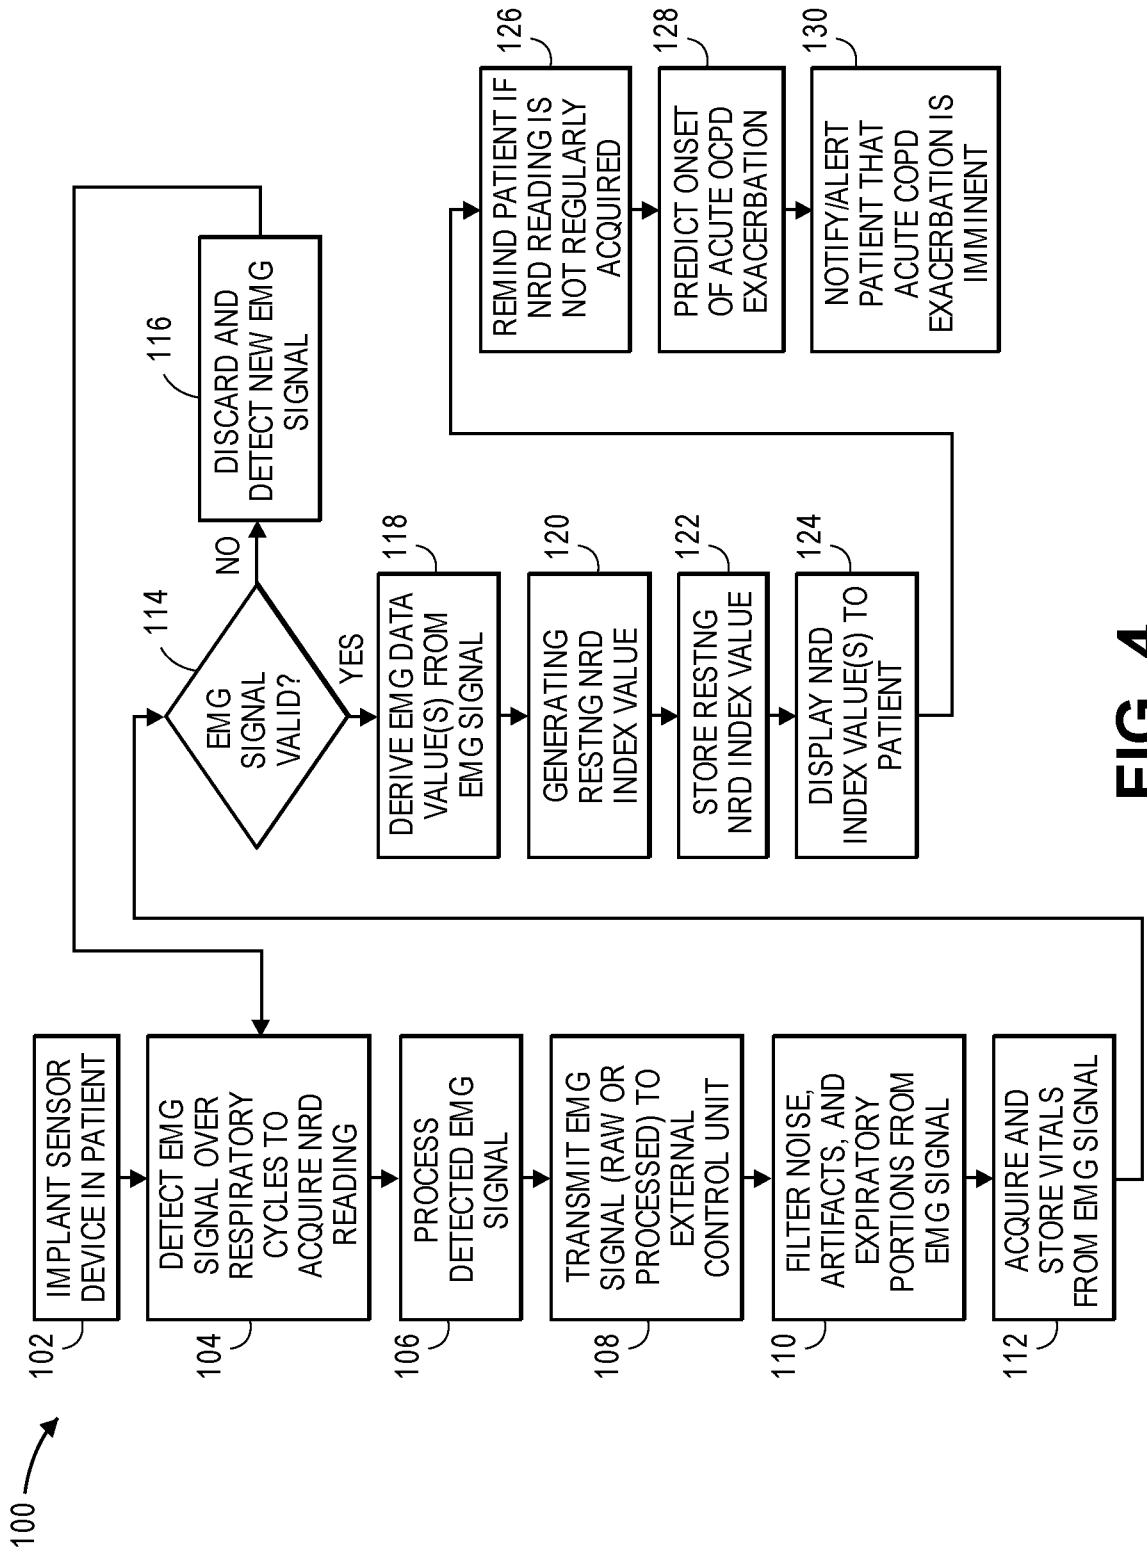 100
102
IMPLANT SENSOR
DEVICE IN PATIENT
104
DETECT EMG
SIGNAL OVER
RESPIRATORY
CYCLES TO
ACQUIRE NRD
READING
106
PROCESS
DETECTED EMG
SIGNAL
108
TRANSMIT EMG
SIGNAL (RAW OR
PROCESSED) TO
EXTERNAL
CONTROL UNIT
110
FILTER NOISE,
ARTIFACTS, AND
EXPIRATORY
PORTIONS FROM
EMG SIGNAL
112
ACQUIRE AND
STORE VITALS
FROM EMG SIGNAL
114
EMG
SIGNAL
VALID?
NO
YES
116
DISCARD AND
DETECT NEW EMG
SIGNAL
118
DERIVE EMG DATA
VALUE(S) FROM
EMG SIGNAL
120
GENERATING
RESTNG NRD
INDEX VALUE
122
STORE RESTNG
NRD INDEX VALUE
124
DISPLAY NRD
INDEX VALUE(S) TO
PATIENT
126
REMIND PATIENT IF
NRD READING IS
NOT REGULARLY
ACQUIRED
128
PREDICT ONSET
OF ACUTE OCPD
EXACERBATION
130
NOTIFY/ALERT
PATIENT THAT
ACUTE COPD
EXACERBATION IS
IMMINENT
FIG. 4